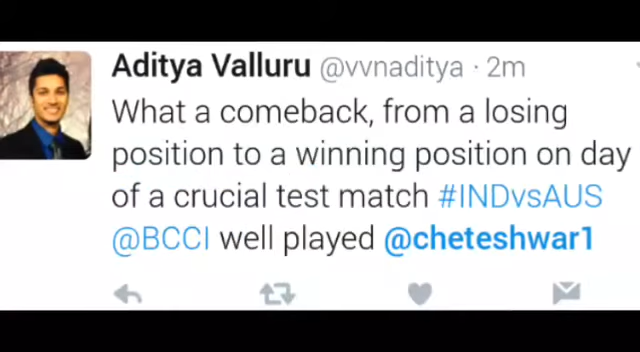 Aditya Valluru @vvnaditya · 2m
What a comeback, from a losing
position to a winning position on day
of a crucial test match #INDvsAUS
@BCCI well played @cheteshwar1